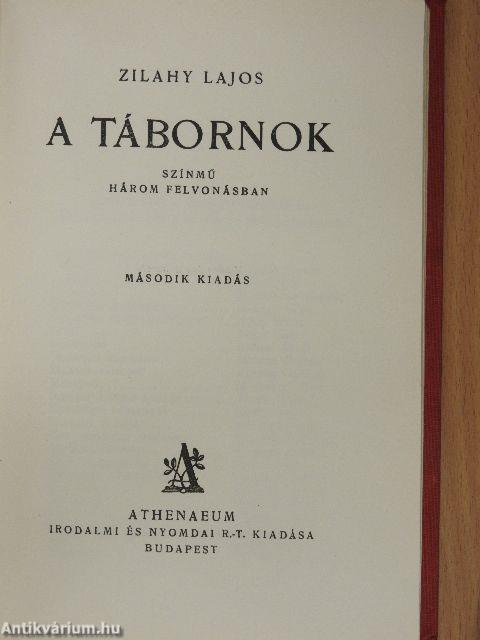 ZILAHY LAJOS
A TÁBORNOK
SZÍNMŰ
HÁROM FELVONÁSBAN
MÁSODIK KIADÁS
A
ATHENAEUM
IRODALMI ÉS NYOMDAI R.-T. KIADÁSA
BUDAPEST
Antikvárium.hu